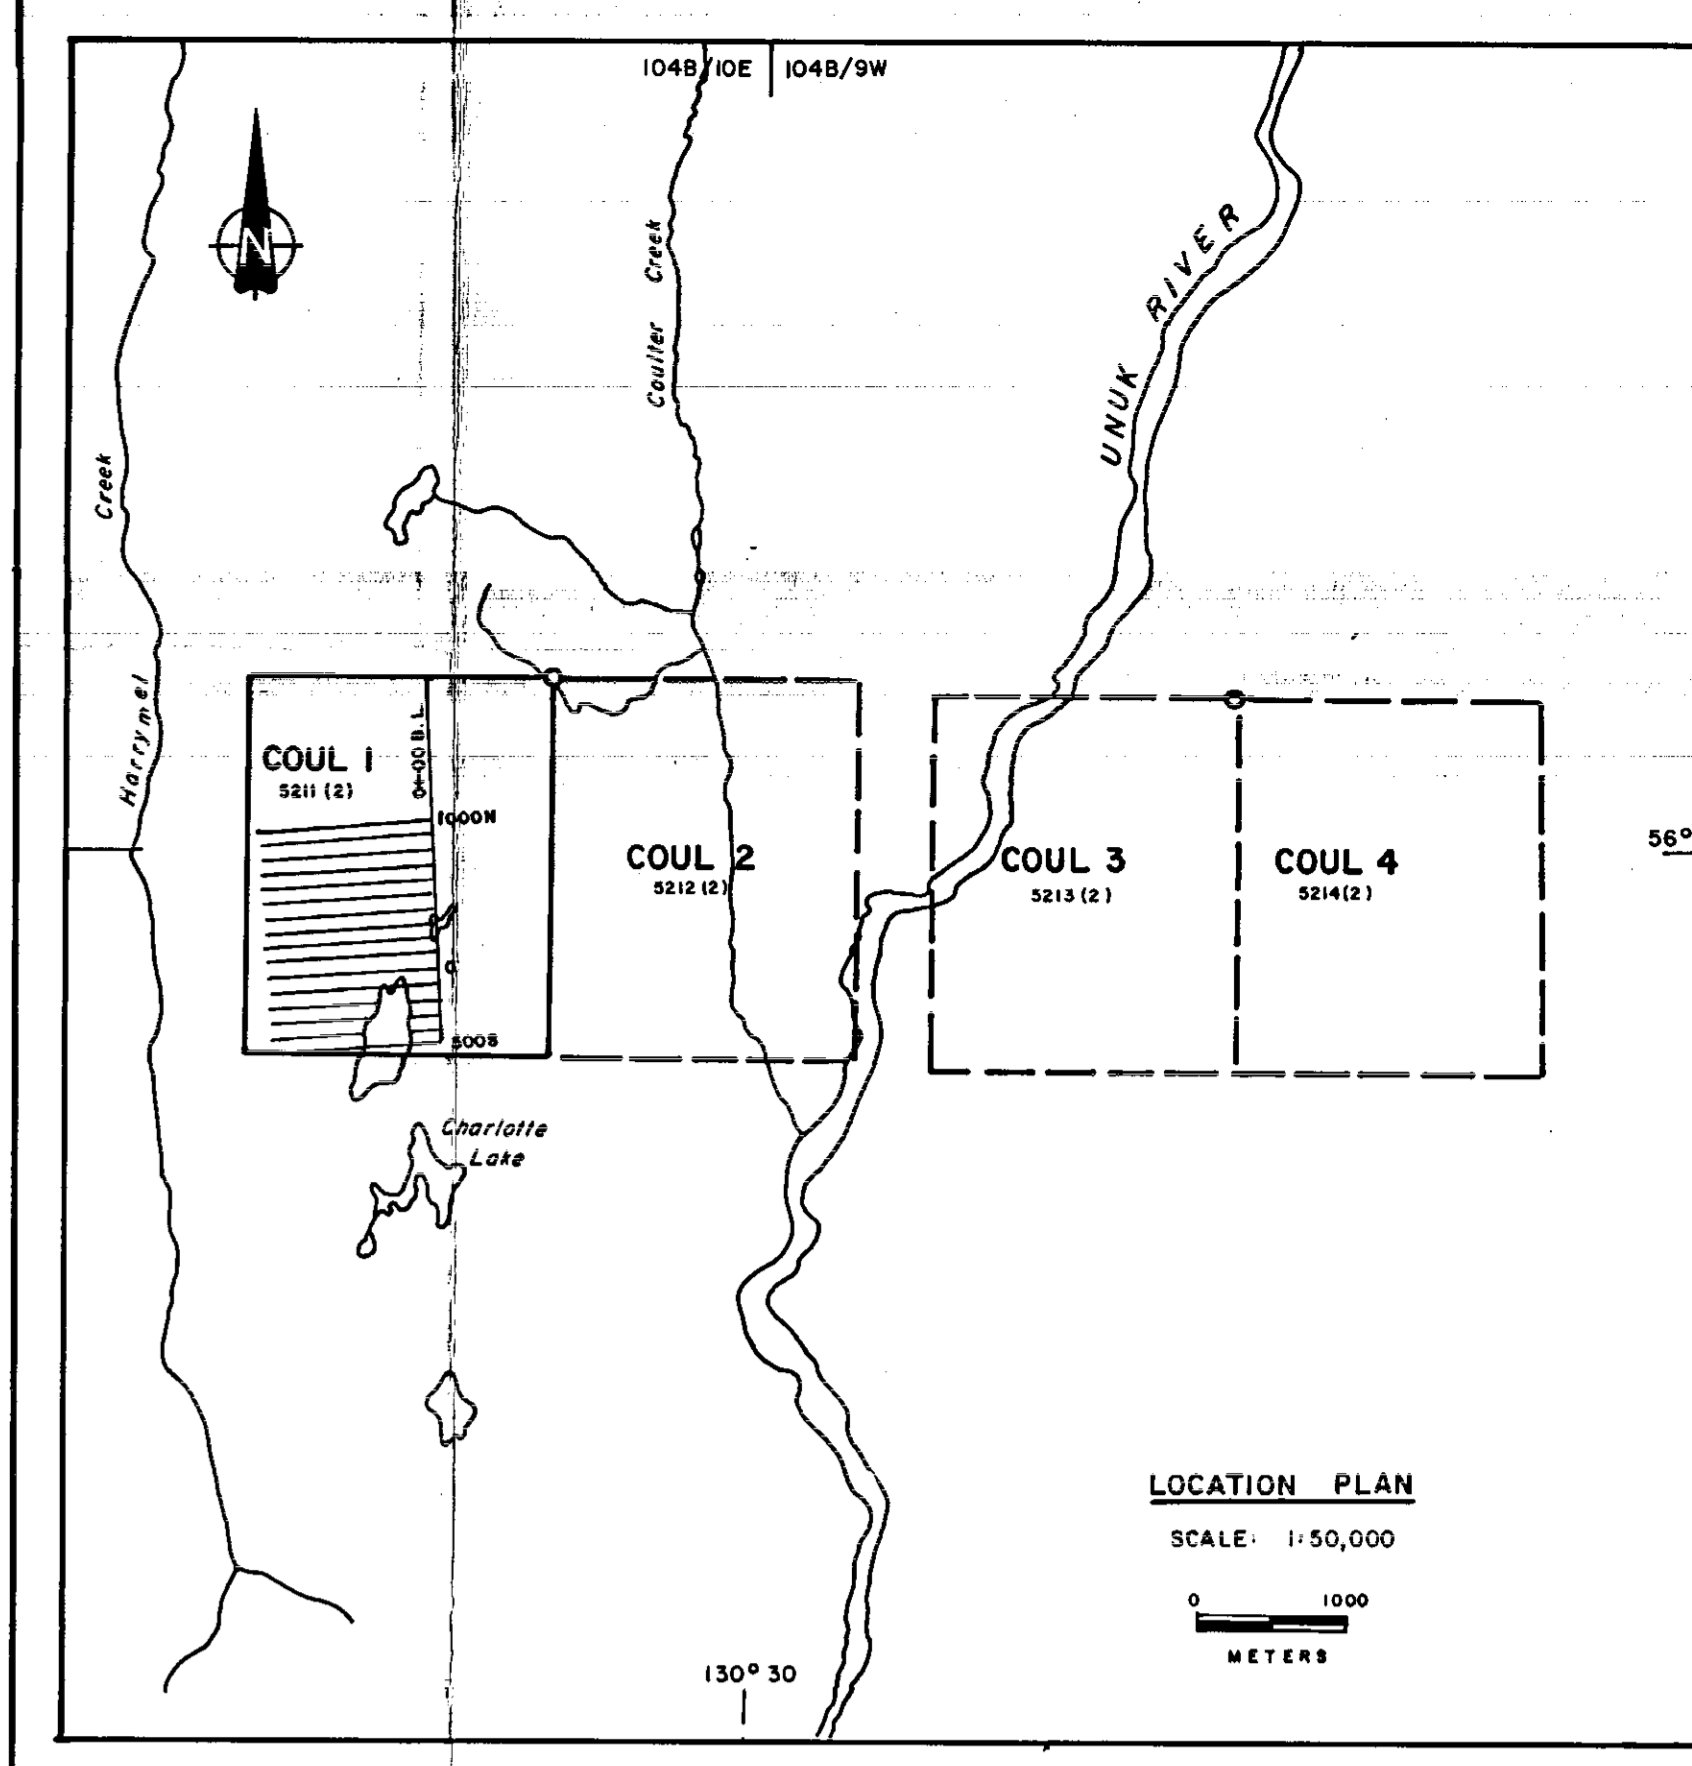 104B/10E 104B/9W
N
Coulter Creek
UNUK RIVER
Harrymel Creek
COUL 1
5211 (2)
0+00 B.L.
1000N
0
500S
COUL 2
5212 (2)
COUL 3
5213 (2)
COUL 4
5214 (2)
56°
Charlotte
Lake
LOCATION PLAN
SCALE: 1:50,000
0 1000
METERS
130° 30